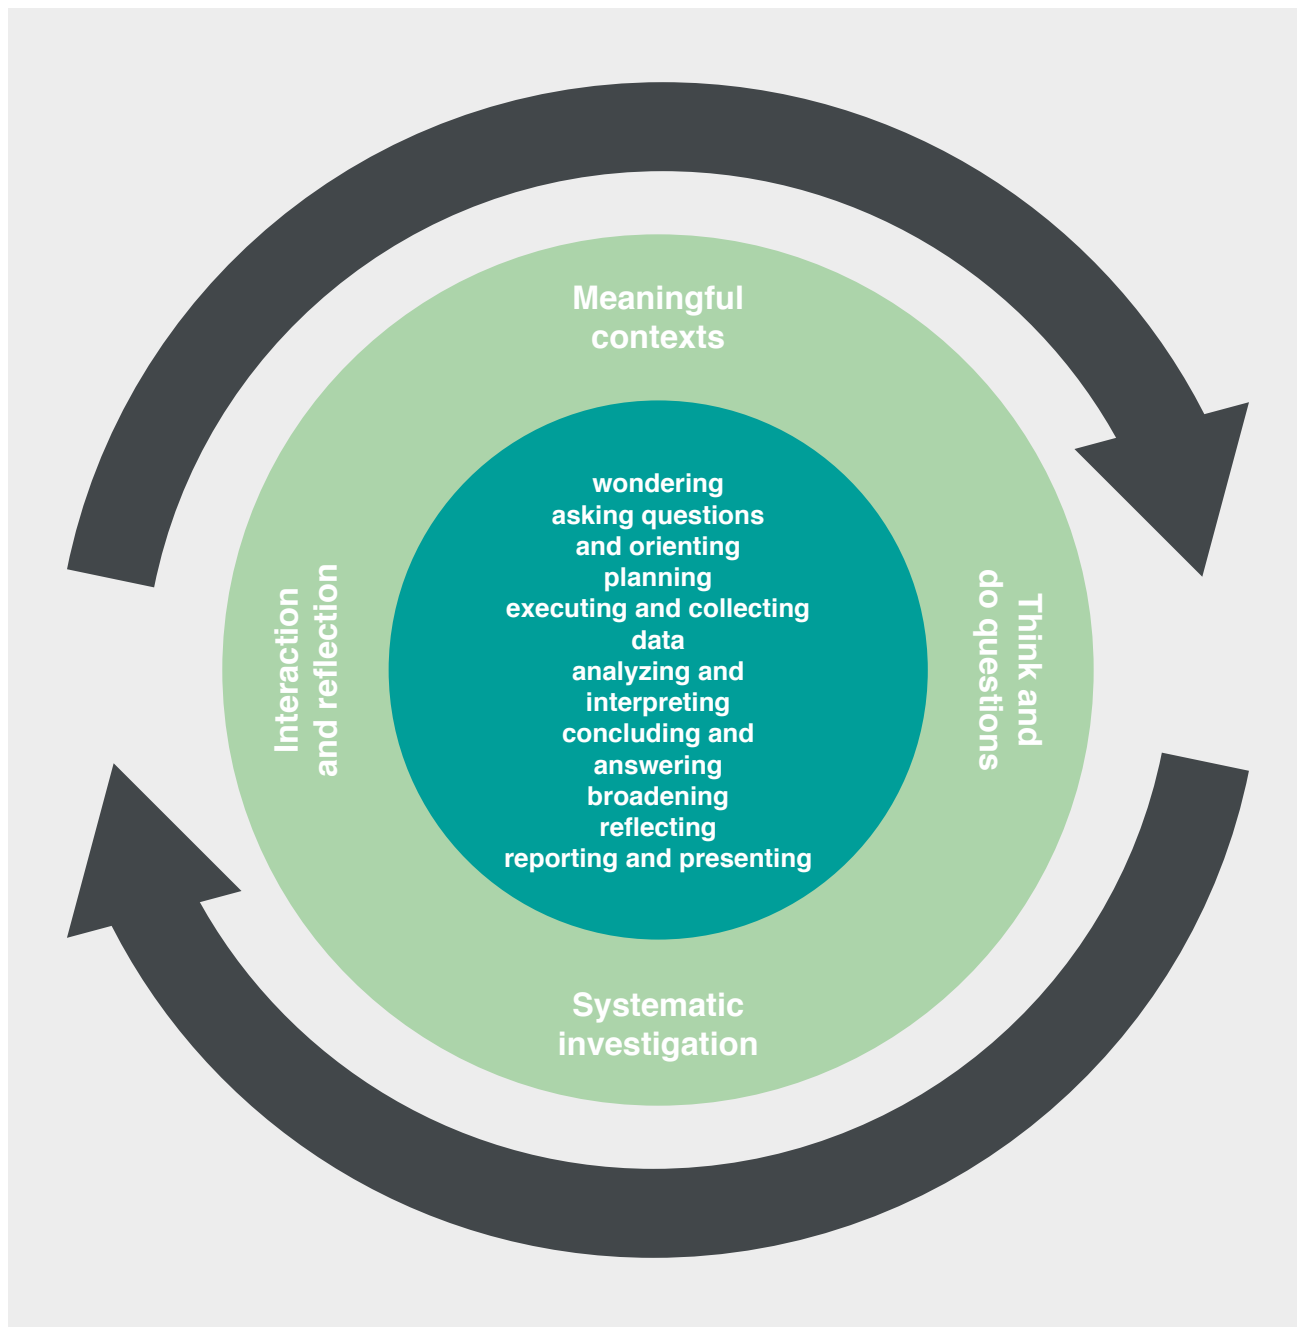 Meaningful
contexts
wondering
asking questions
and orienting
planning
executing and collecting
data
analyzing and
interpreting
concluding and
answering
broadening
reflecting
reporting and presenting
Think and
do questions
Systematic
investigation
Interaction
and reflection